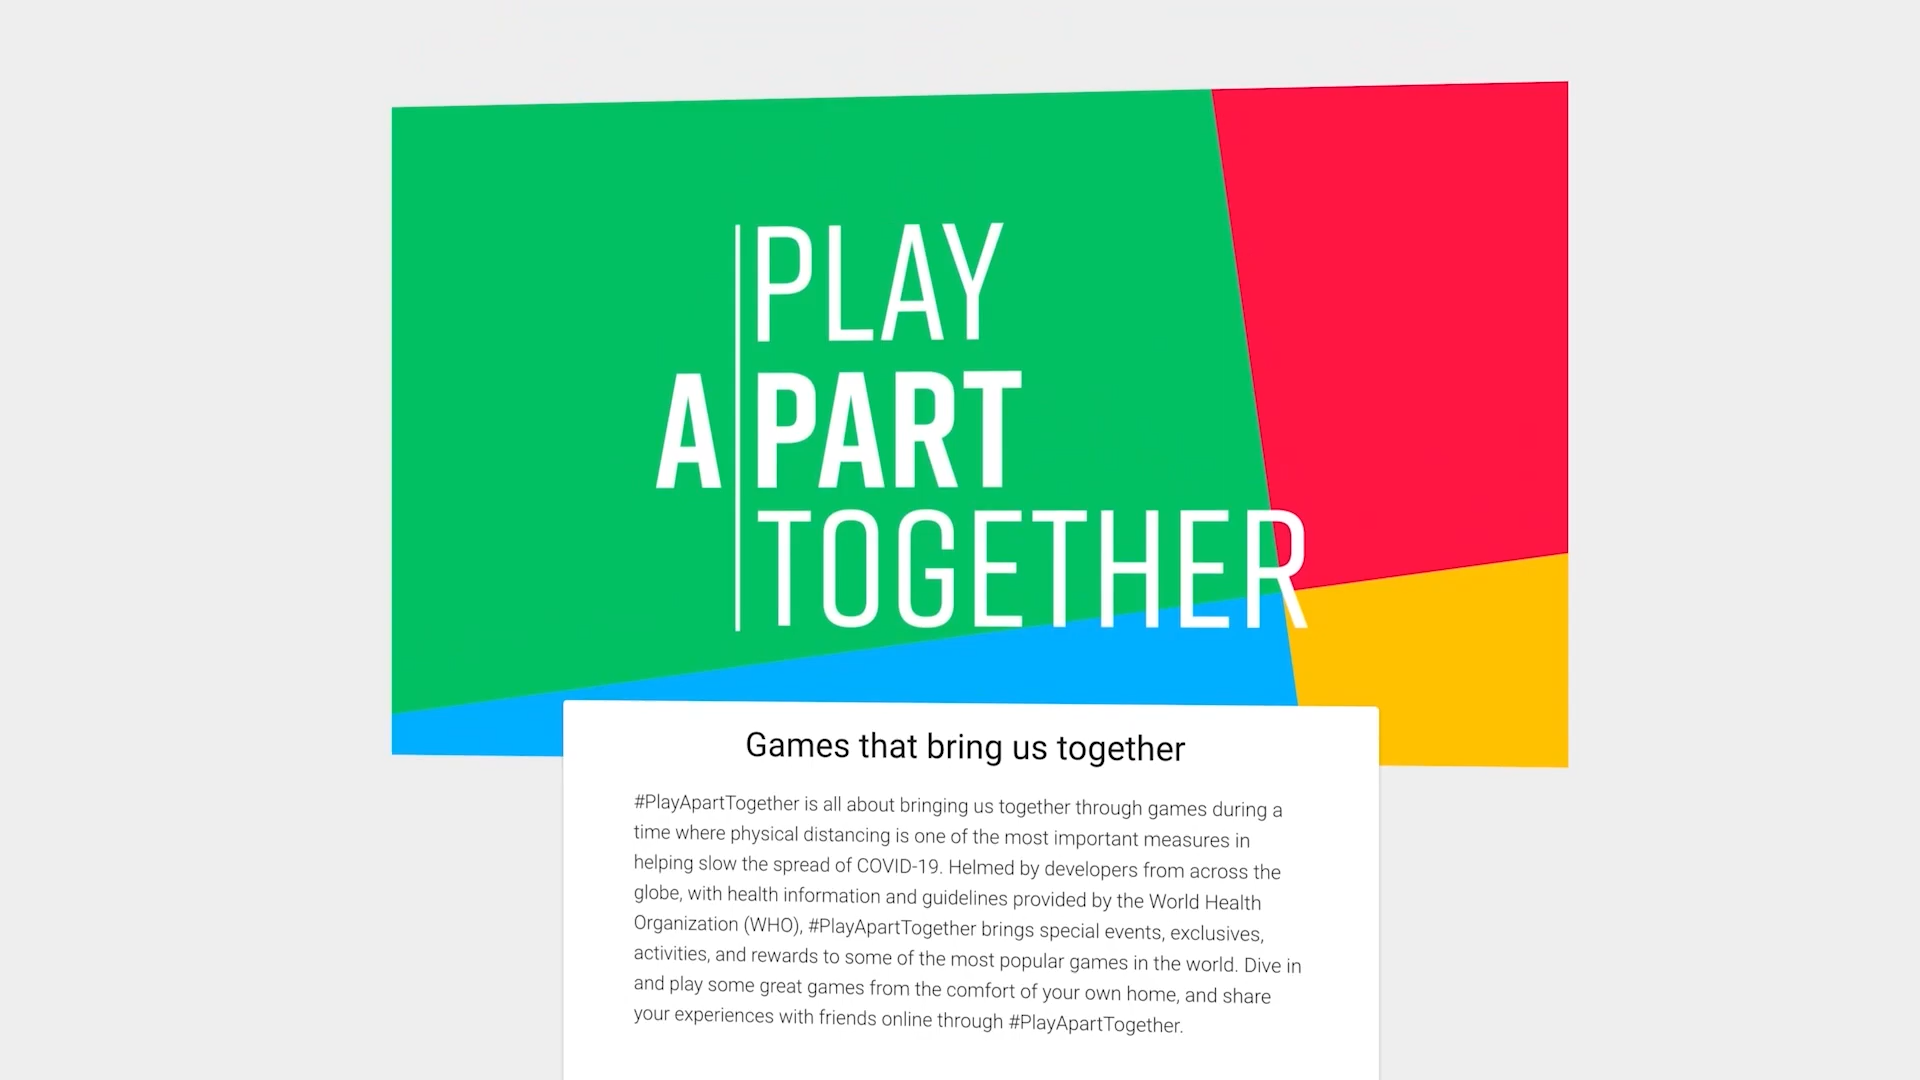 PLAY
A PART
TOGETHER
Games that bring us together
#PlayApartTogether is all about bringing us together through games during a
time where physical distancing is one of the most important measures in
helping slow the spread of COVID-19. Helmed by developers from across the
globe, with health information and guidelines provided by the World Health
Organization (WHO), #PlayApartTogether brings special events, exclusives,
activities, and rewards to some of the most popular games in the world. Dive in
and play some great games from the comfort of your own home, and share
your experiences with friends online through #PlayApartTogether.